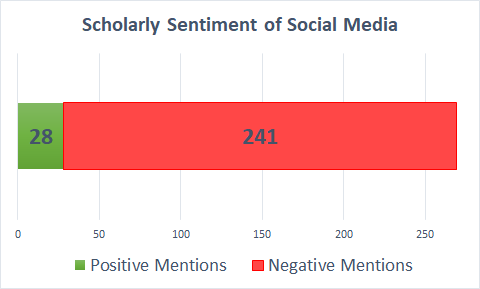 Scholarly Sentiment of Social Media
28 241
0 50 100 150 200 250
Positive Mentions Negative Mentions